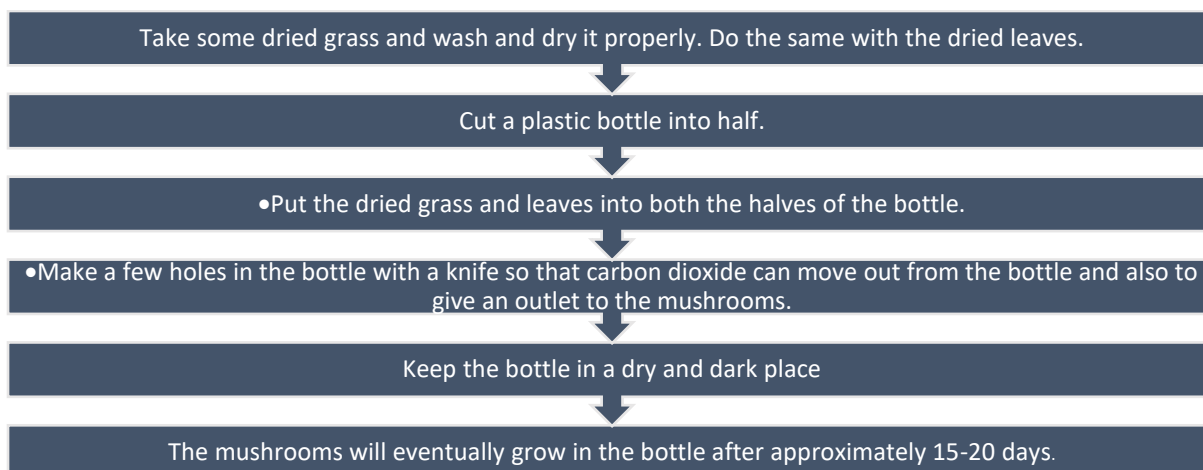 Take some dried grass and wash and dry it properly. Do the same with the dried leaves.
Cut a plastic bottle into half.
•Put the dried grass and leaves into both the halves of the bottle.
•Make a few holes in the bottle with a knife so that carbon dioxide can move out from the bottle and also to
give an outlet to the mushrooms.
Keep the bottle in a dry and dark place
The mushrooms will eventually grow in the bottle after approximately 15-20 days.